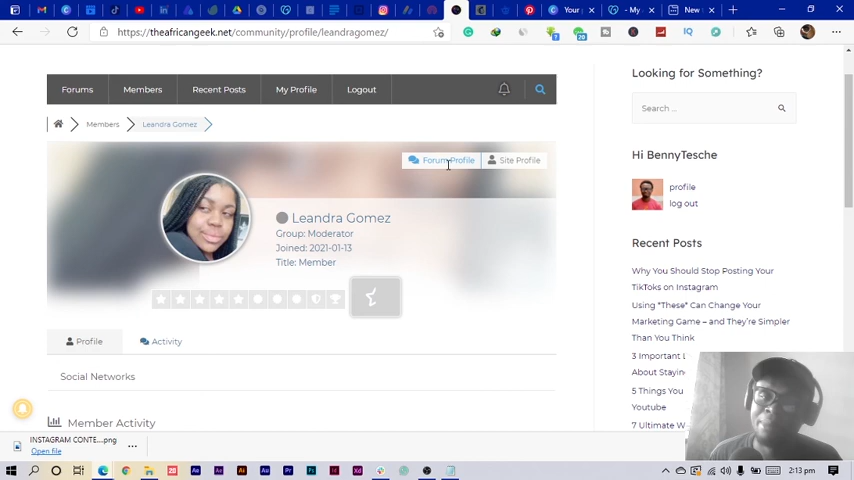 Your
- My
New
https://theafricangeek.net/community/profile/leandragomez/
20
Forums
Members
Recent Posts
My Profile
Logout
Members
Leandra Gomez
Forum Profile
Site Profile
Leandra Gomez
Group: Moderator
Joined: 2021-01-13
Title: Member
Profile
Activity
Social Networks
Member Activity
Looking for Something?
Search ...
Hi BennyTesche
profile
log out
Recent Posts
Why You Should Stop Posting Your
TikToks on Instagram
Using *These* Can Change Your
Marketing Game – and They're Simpler
Than You Think
3 Important
About Stayin
5 Things You
Youtube
7 Ultimate W
INSTAGRAM CONTE....png
Open file
2:13 pm